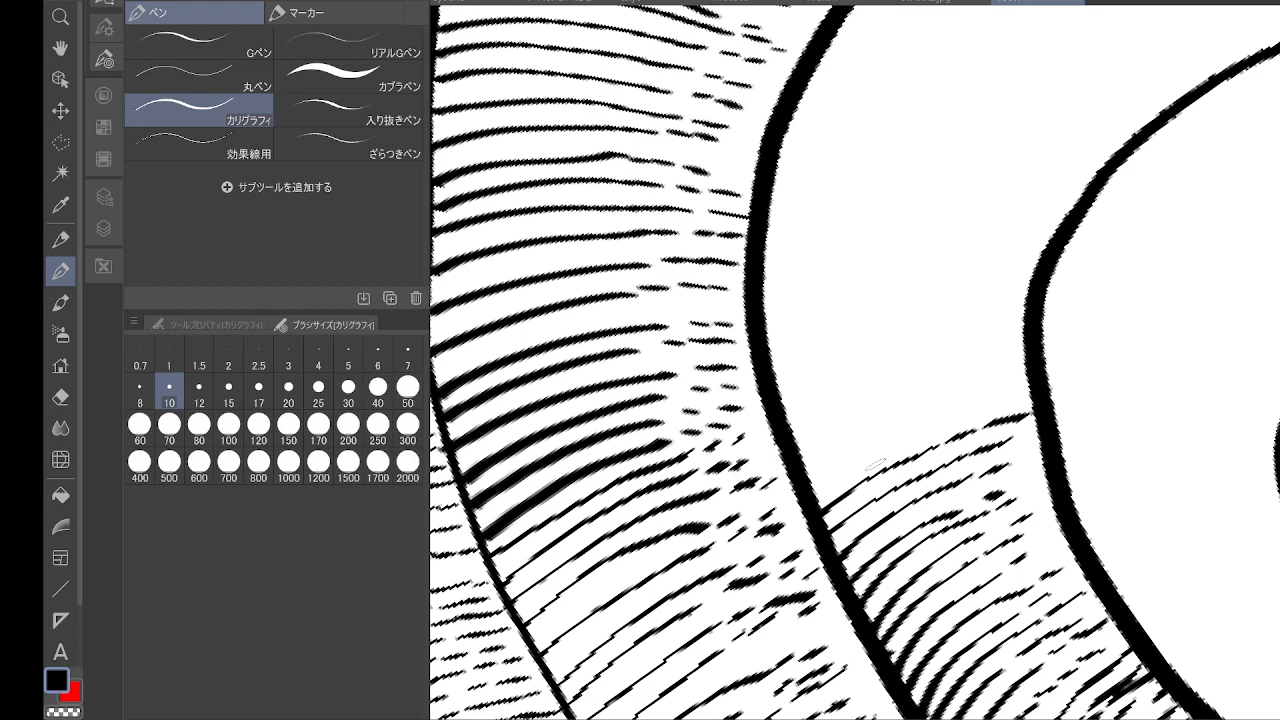 ペン
マーカー
Gペン
リアルGペン
丸ペン
カブラペン
カリグラフィ
入り抜きペン
効果線用
ざらつきペン
サブツールを追加する
ツールプロパティ[カリグラフィ]
ブラシサイズ[カリグラフィ]
0.7 1 1.5 2 2.5 3 4 5 6 7
8 10 12 15 17 20 25 30 40 50
60 70 80 100 120 150 170 200 250 300
400 500 600 700 800 1000 1200 1500 1700 2000
A